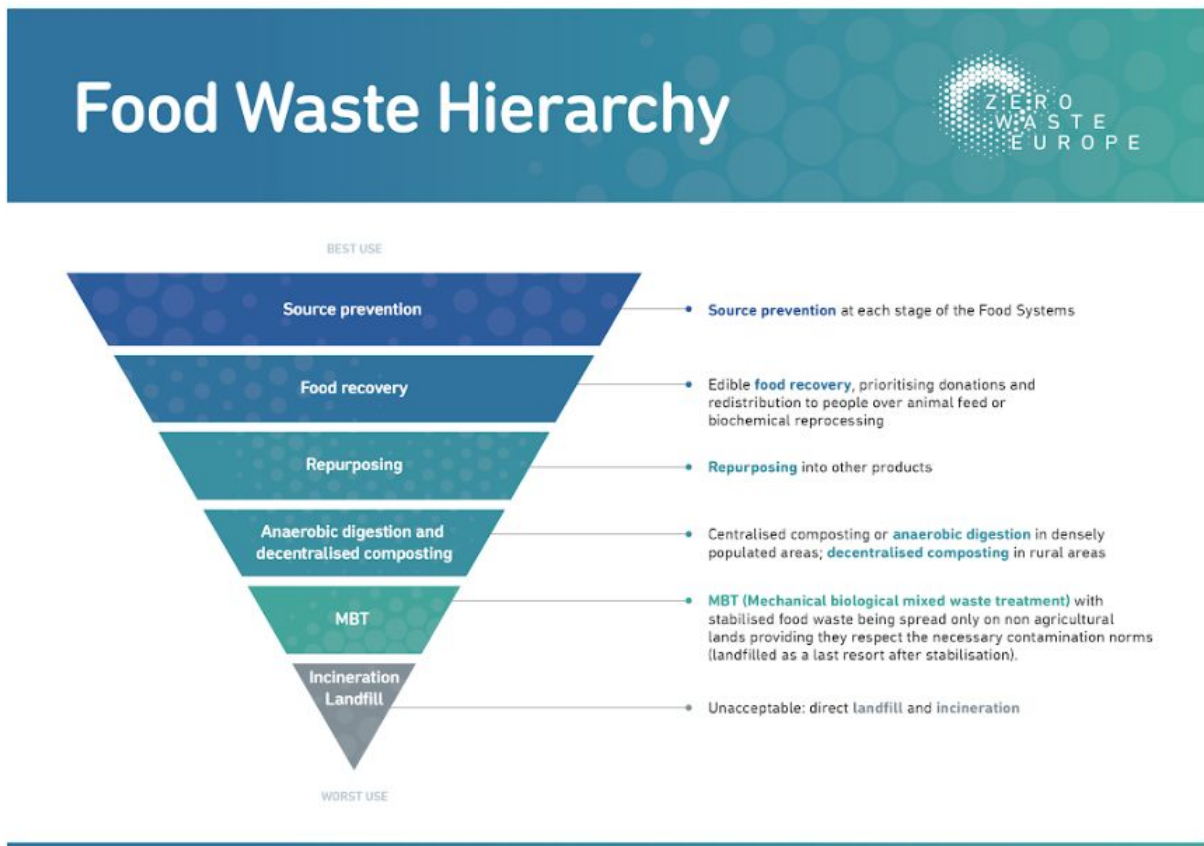 Food Waste Hierarchy
ZERO
WASTE
EUROPE
BEST USE
Source prevention
Source prevention at each stage of the Food Systems
Food recovery
Edible food recovery, prioritising donations and
redistribution to people over animal feed or
biochemical reprocessing
Repurposing
Repurposing into other products
Anaerobic digestion and
decentralised composting
Centralised composting or anaerobic digestion in densely
populated areas; decentralised composting in rural areas
MBT
MBT (Mechanical biological mixed waste treatment) with
stabilised food waste being spread only on non agricultural
lands providing they respect the necessary contamination norms
(landfilled as a last resort after stabilisation).
Incineration
Landfill
Unacceptable: direct landfill and incineration
WORST USE